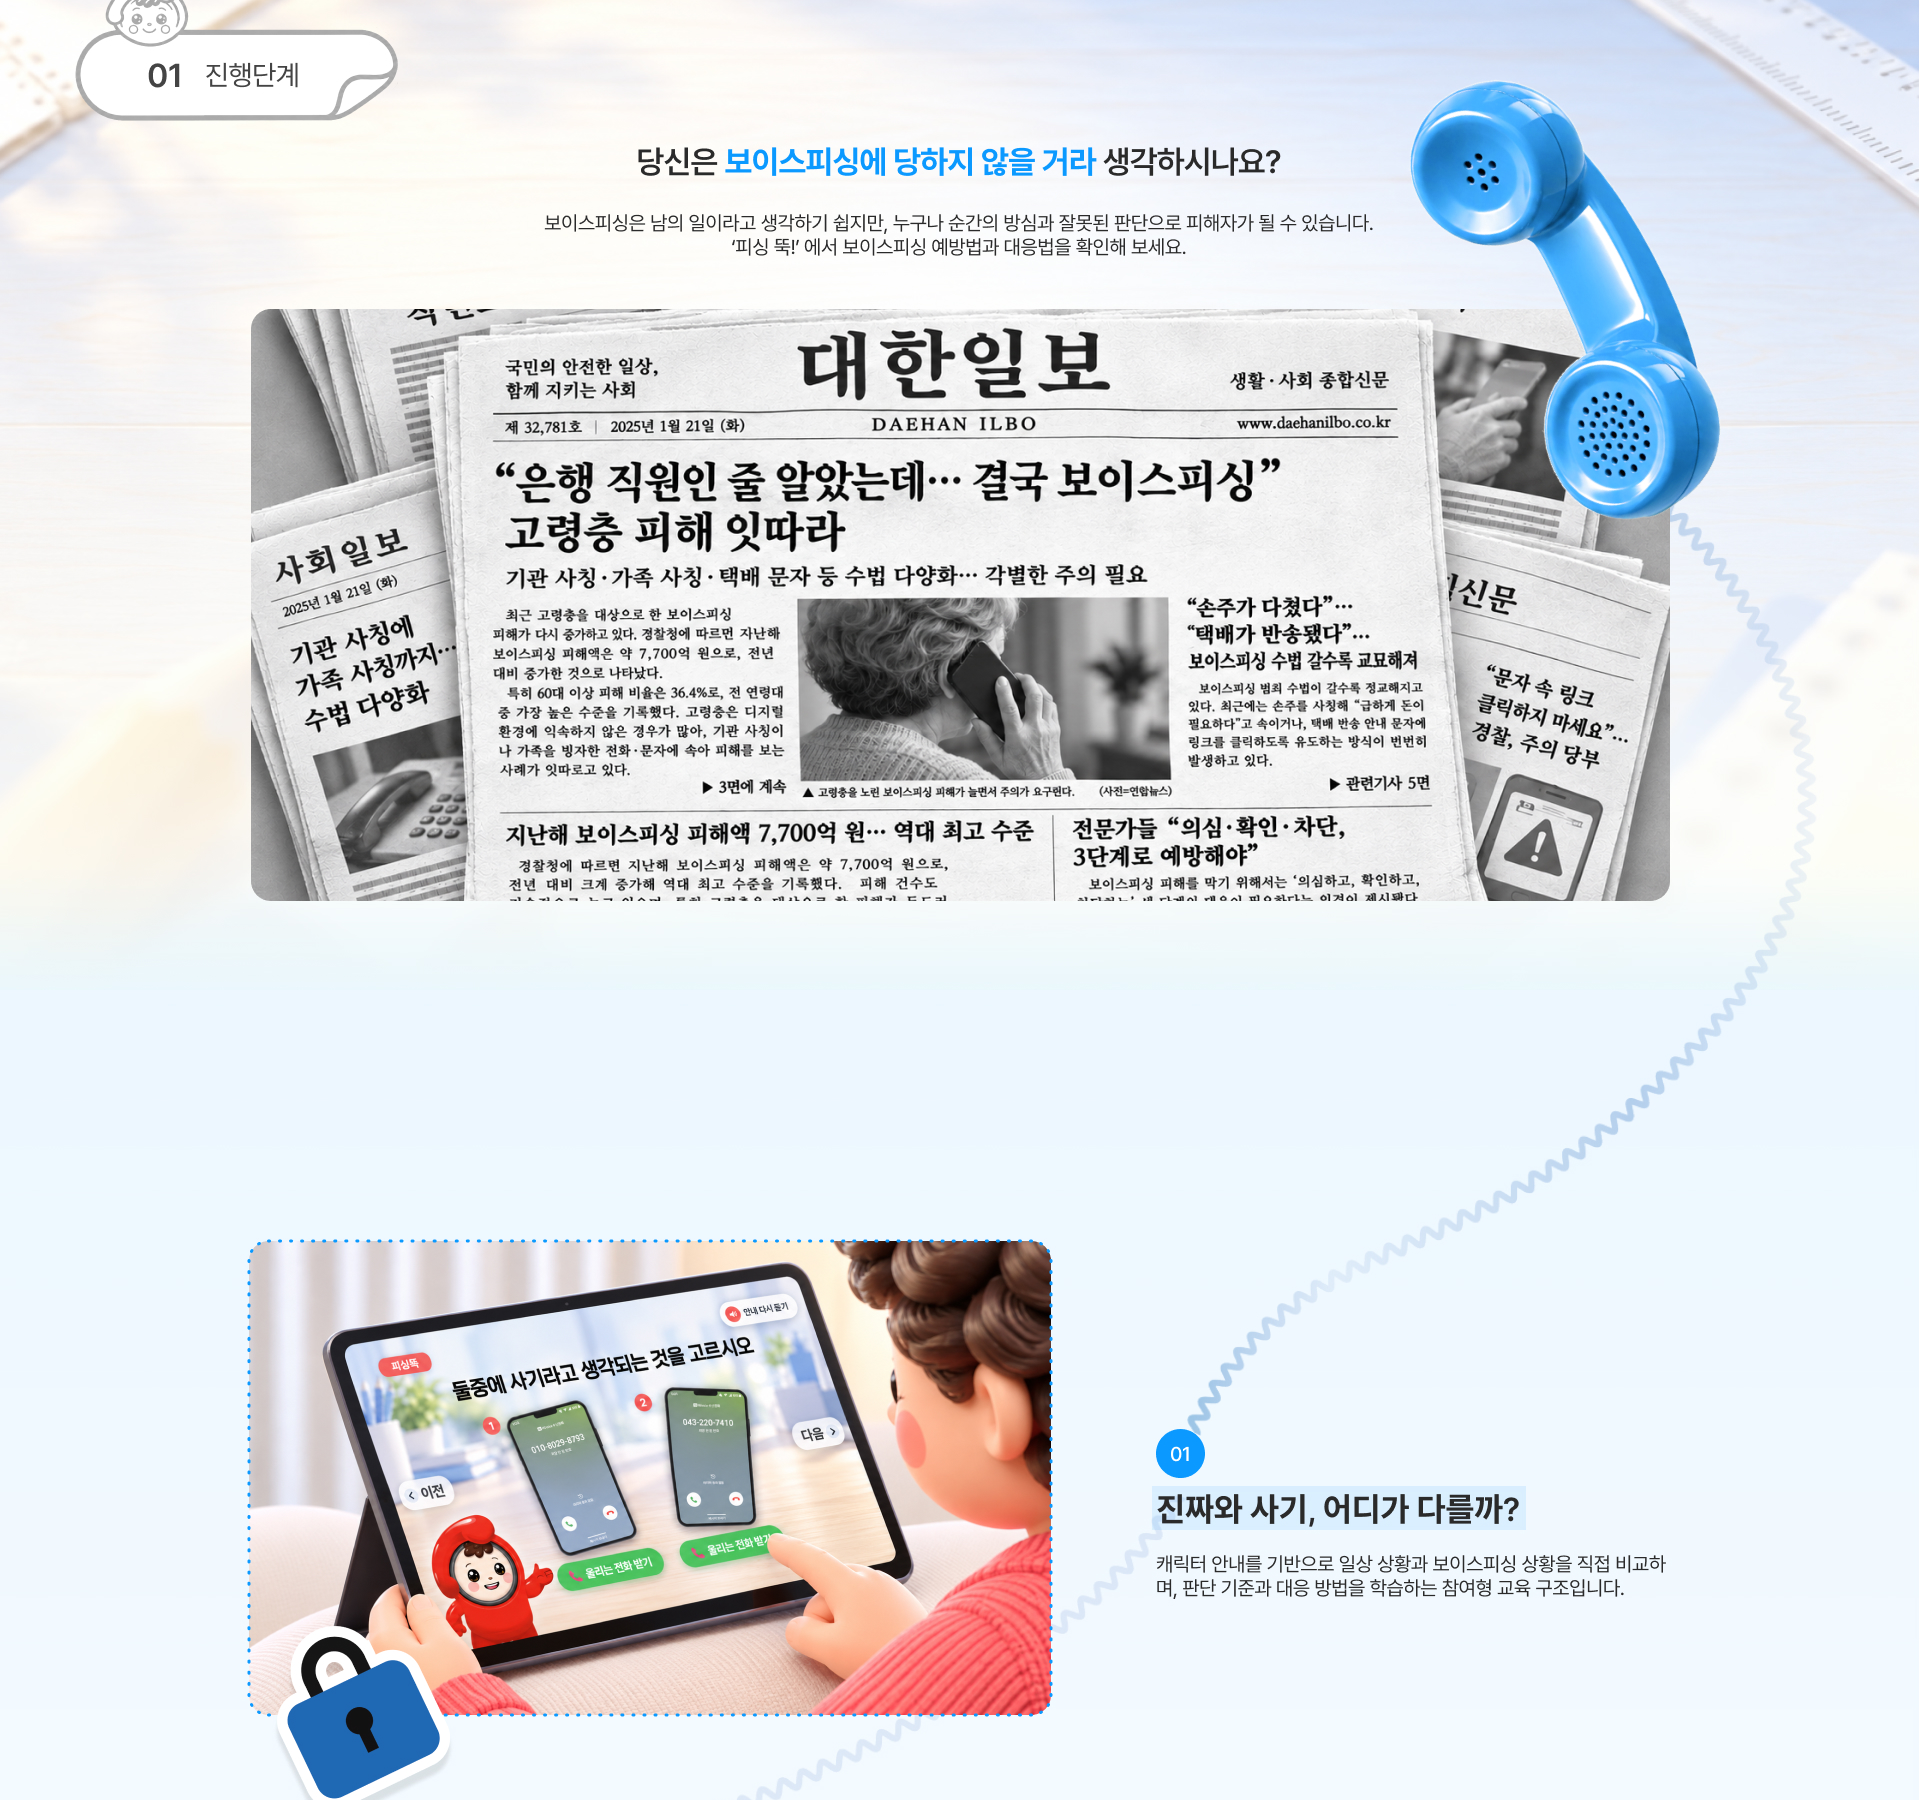 01 진행단계
당신은 보이스피싱에 당하지 않을 거라 생각하시나요?
보이스피싱은 남의 일이라고 생각하기 쉽지만, 누구나 순간의 방심과 잘못된 판단으로 피해자가 될 수 있습니다.
‘피싱 뚝!’ 에서 보이스피싱 예방법과 대응법을 확인해 보세요.
국민의 안전한 일상,
함께 지키는 사회
대한일보
생활·사회 종합신문
제 32,781호 | 2025년 1월 21일 (화)
DAEHAN ILBO
www.daehanilbo.co.kr
“은행 직원인 줄 알았는데… 결국 보이스피싱”
고령층 피해 잇따라
기관 사칭·가족 사칭·택배 문자 등 수법 다양화… 각별한 주의 필요
최근 고령층을 대상으로 한 보이스피싱
피해가 다시 증가하고 있다. 경찰청에 따르면 지난해
보이스피싱 피해액은 약 7,700억 원으로, 전년
대비 증가한 것으로 나타났다.
특히 60대 이상 피해 비율은 36.4%로, 전 연령대
중 가장 높은 수준을 기록했다. 고령층은 디지털
환경에 익숙하지 않은 경우가 많아, 기관 사칭이
나 가족을 빙자한 전화·문자에 속아 피해를 보는
사례가 잇따르고 있다.
▶ 3면에 계속
▲ 고령층을 노린 보이스피싱 피해가 늘면서 주의가 요구된다. (사진=연합뉴스)
“손주가 다쳤다”…
“택배가 반송됐다”…
보이스피싱 수법 갈수록 교묘해져
보이스피싱 범죄 수법이 갈수록 정교해지고
있다. 최근에는 손주를 사칭해 “급하게 돈이
필요하다”고 속이거나, 택배 반송 안내 문자에
링크를 클릭하도록 유도하는 방식이 빈번히
발생하고 있다.
▶ 관련기사 5면
지난해 보이스피싱 피해액 7,700억 원… 역대 최고 수준
경찰청에 따르면 지난해 보이스피싱 피해액은 약 7,700억 원으로,
전년 대비 크게 증가해 역대 최고 수준을 기록했다. 피해 건수도
전문가들 “의심·확인·차단,
3단계로 예방해야”
보이스피싱 피해를 막기 위해서는 ‘의심하고, 확인하고,
사회일보
2025년 1월 21일 (화)
기관 사칭에
가족 사칭까지…
수법 다양화
신문
“문자 속 링크
클릭하지 마세요”…
경찰, 주의 당부
안내 다시 듣기
피싱뚝
둘중에 사기라고 생각되는 것을 고르시오
1
010-8029-8793
2
043-220-7410
다음
이전
울리는 전화 받기
울리는 전화 받기
01
진짜와 사기, 어디가 다를까?
캐릭터 안내를 기반으로 일상 상황과 보이스피싱 상황을 직접 비교하
며, 판단 기준과 대응 방법을 학습하는 참여형 교육 구조입니다.